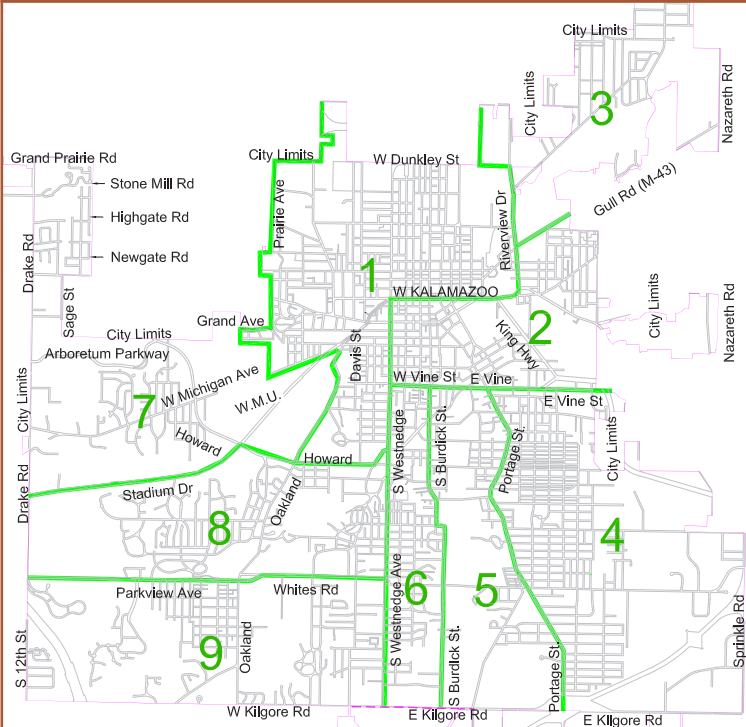 City Limits
3
Nazareth Rd
City Limits
City Limits
W Dunkley St
Grand Prairie Rd
Stone Mill Rd
Highgate Rd
Newgate Rd
Gull Rd (M-43)
Prairie Ave
Riverview Dr
Drake Rd
Sage St
1
W KALAMAZOO
2
King Hwy
City Limits
Nazareth Rd
Grand Ave
City Limits
Davis St
Arboretum Parkway
W Michigan Ave
W.M.U.
W Vine St
E Vine
E Vine St
City Limits
7
Howard
Howard
S Westnedge
S Burdick St.
Portage St.
City Limits
Drake Rd
Stadium Dr
Oakland
8
4
6
5
Parkview Ave
Whites Rd
S Westnedge Ave
S 12th St
9
Oakland
S Burdick St.
Portage St.
Sprinkle Rd
W Kilgore Rd
E Kilgore Rd
E Kilgore Rd